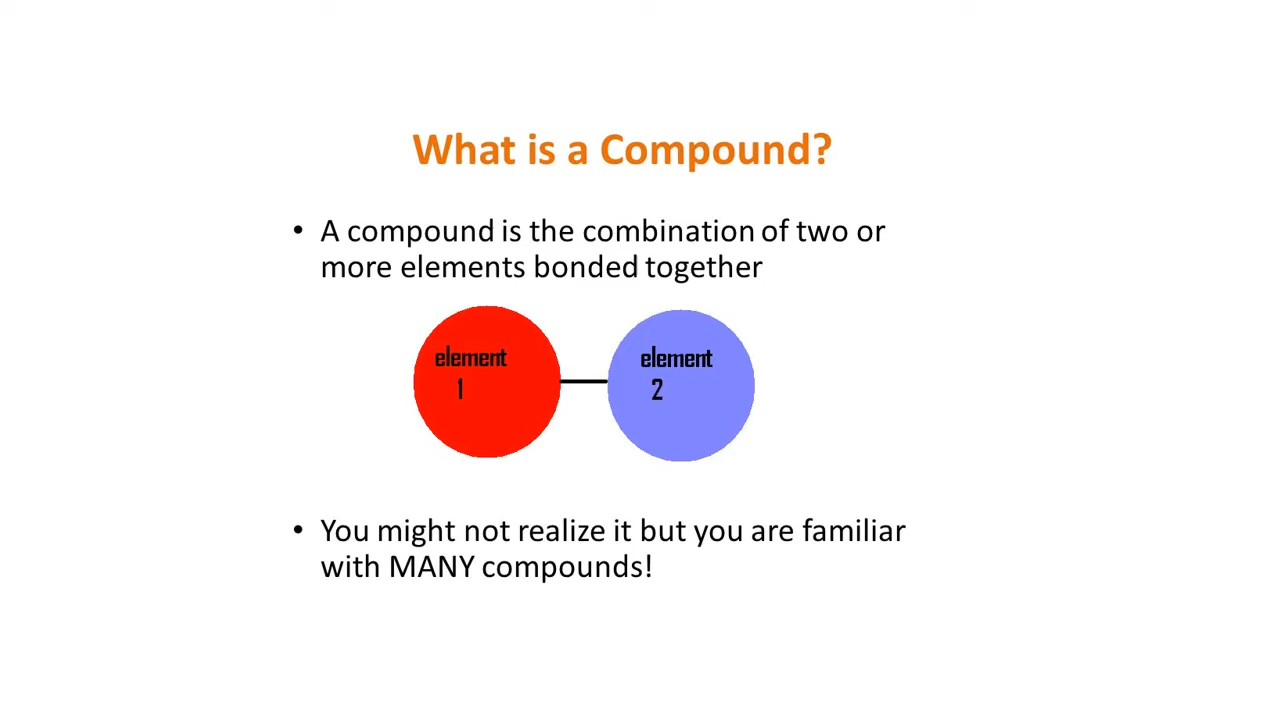 What is a Compound?
• A compound is the combination of two or
more elements bonded together
element
1
element
2
• You might not realize it but you are familiar
with MANY compounds!